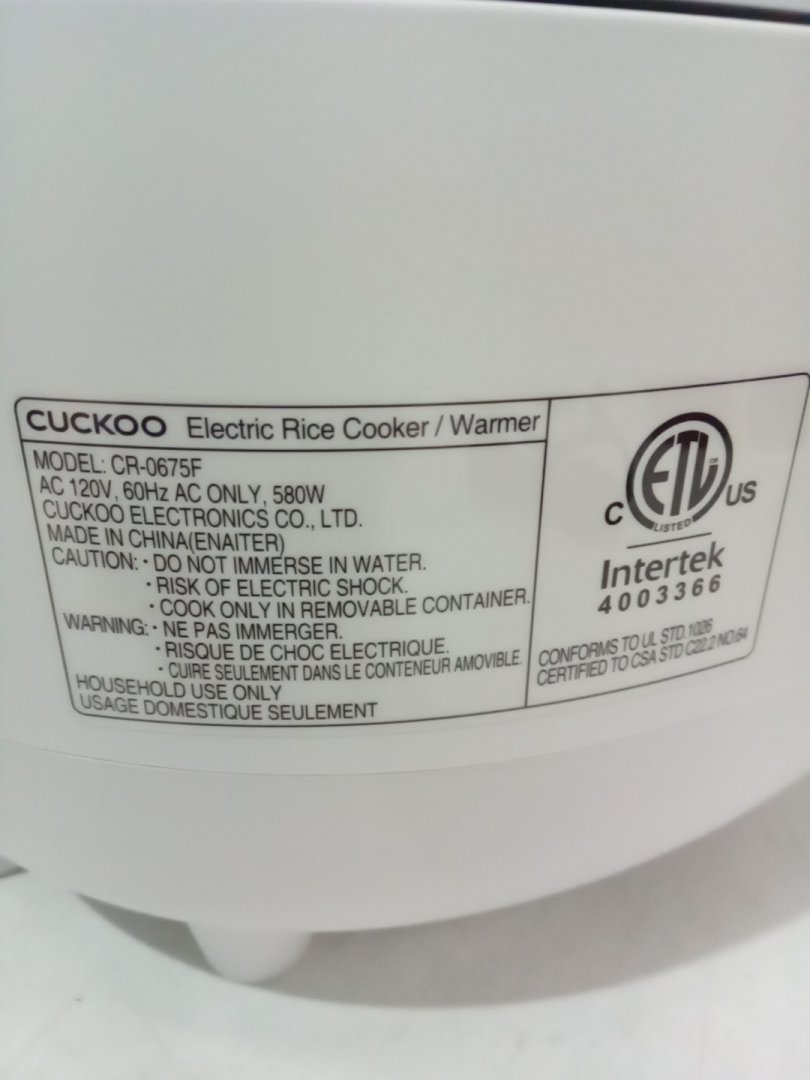 CUCKOO Electric Rice Cooker / Warmer
MODEL: CR-0675F
AC 120V, 60Hz AC ONLY, 580W
CUCKOO ELECTRONICS CO., LTD.
MADE IN CHINA(ENAITER)
CAUTION: • DO NOT IMMERSE IN WATER.
• RISK OF ELECTRIC SHOCK.
• COOK ONLY IN REMOVABLE CONTAINER.
WARNING: • NE PAS IMMERGER.
• RISQUE DE CHOC ELECTRIQUE.
• CUIRE SEULEMENT DANS LE CONTENEUR AMOVIBLE.
HOUSEHOLD USE ONLY
USAGE DOMESTIQUE SEULEMENT
ETL
C US
LISTED
Intertek
4003366
CONFORMS TO UL STD.1026
CERTIFIED TO CSA STD C22.2 NO.64